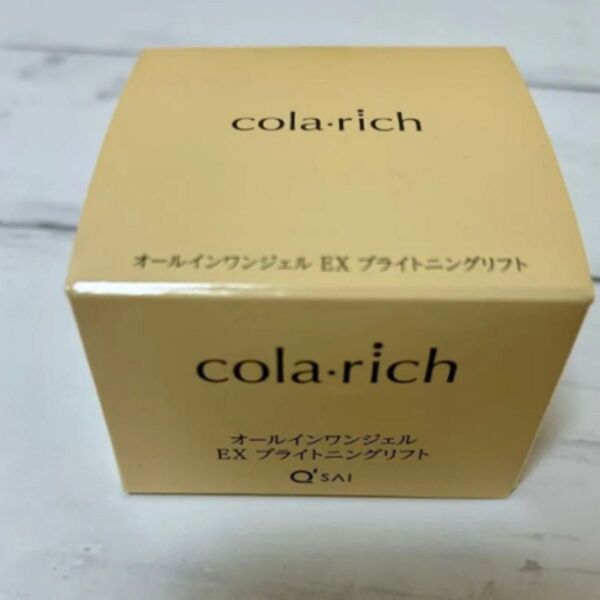 cola·rich
オールインワンジェル EX ブライトニングリフト
cola·rich
オールインワンジェル
EX ブライトニングリフト
Q'SAI